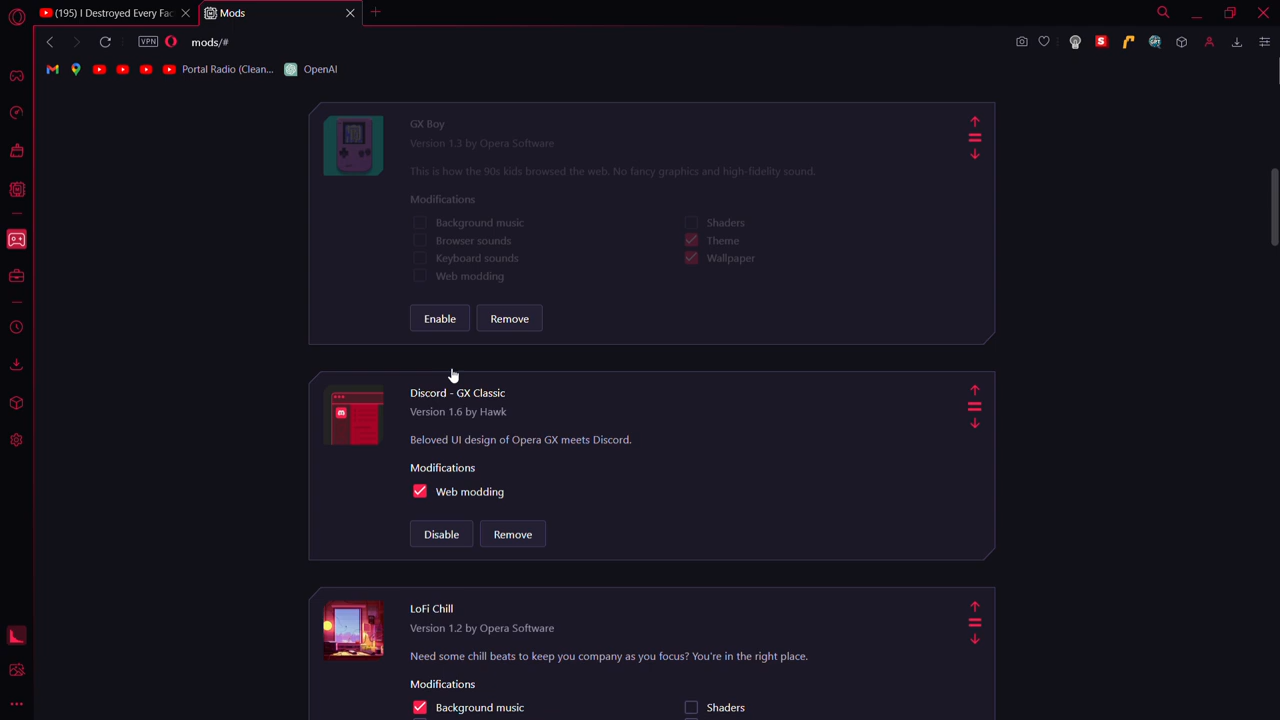 (195) I Destroyed Every Fac
Mods
VPN
mods/#
Portal Radio (Clean...
OpenAI
GX Boy
Version 1.3 by Opera Software
This is how the 90s kids browsed the web. No fancy graphics and high-fidelity sound.
Modifications
Background music
Shaders
Browser sounds
Theme
Keyboard sounds
Wallpaper
Web modding
Enable
Remove
Discord - GX Classic
Version 1.6 by Hawk
Beloved UI design of Opera GX meets Discord.
Modifications
Web modding
Disable
Remove
LoFi Chill
Version 1.2 by Opera Software
Need some chill beats to keep you company as you focus? You're in the right place.
Modifications
Background music
Shaders